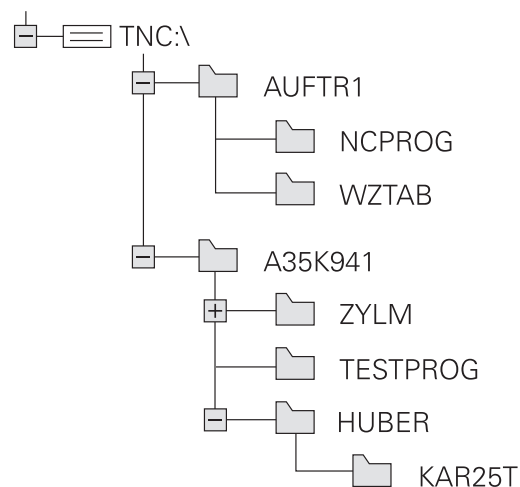 TNC:\
AUFTR1
NCPROG
WZTAB
A35K941
ZYLM
TESTPROG
HUBER
KAR25T